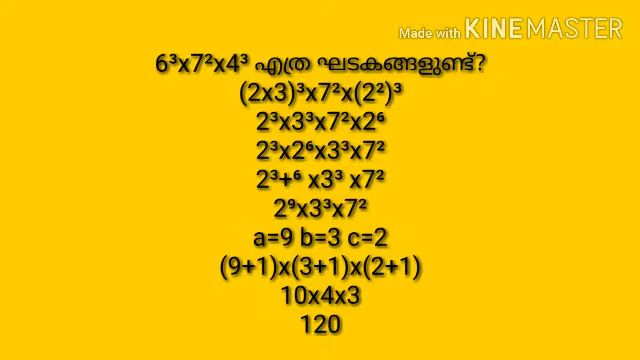 Made with KINEMASTER
6³x7²x4³ എത്ര ഘടകങ്ങളുണ്ട്?
(2x3)³x7²x(2²)³
2³x3³x7²x2⁶
2³x2⁶x3³x7²
2³+⁶ x3³ x7²
2⁹x3³x7²
a=9 b=3 c=2
(9+1)x(3+1)x(2+1)
10x4x3
120